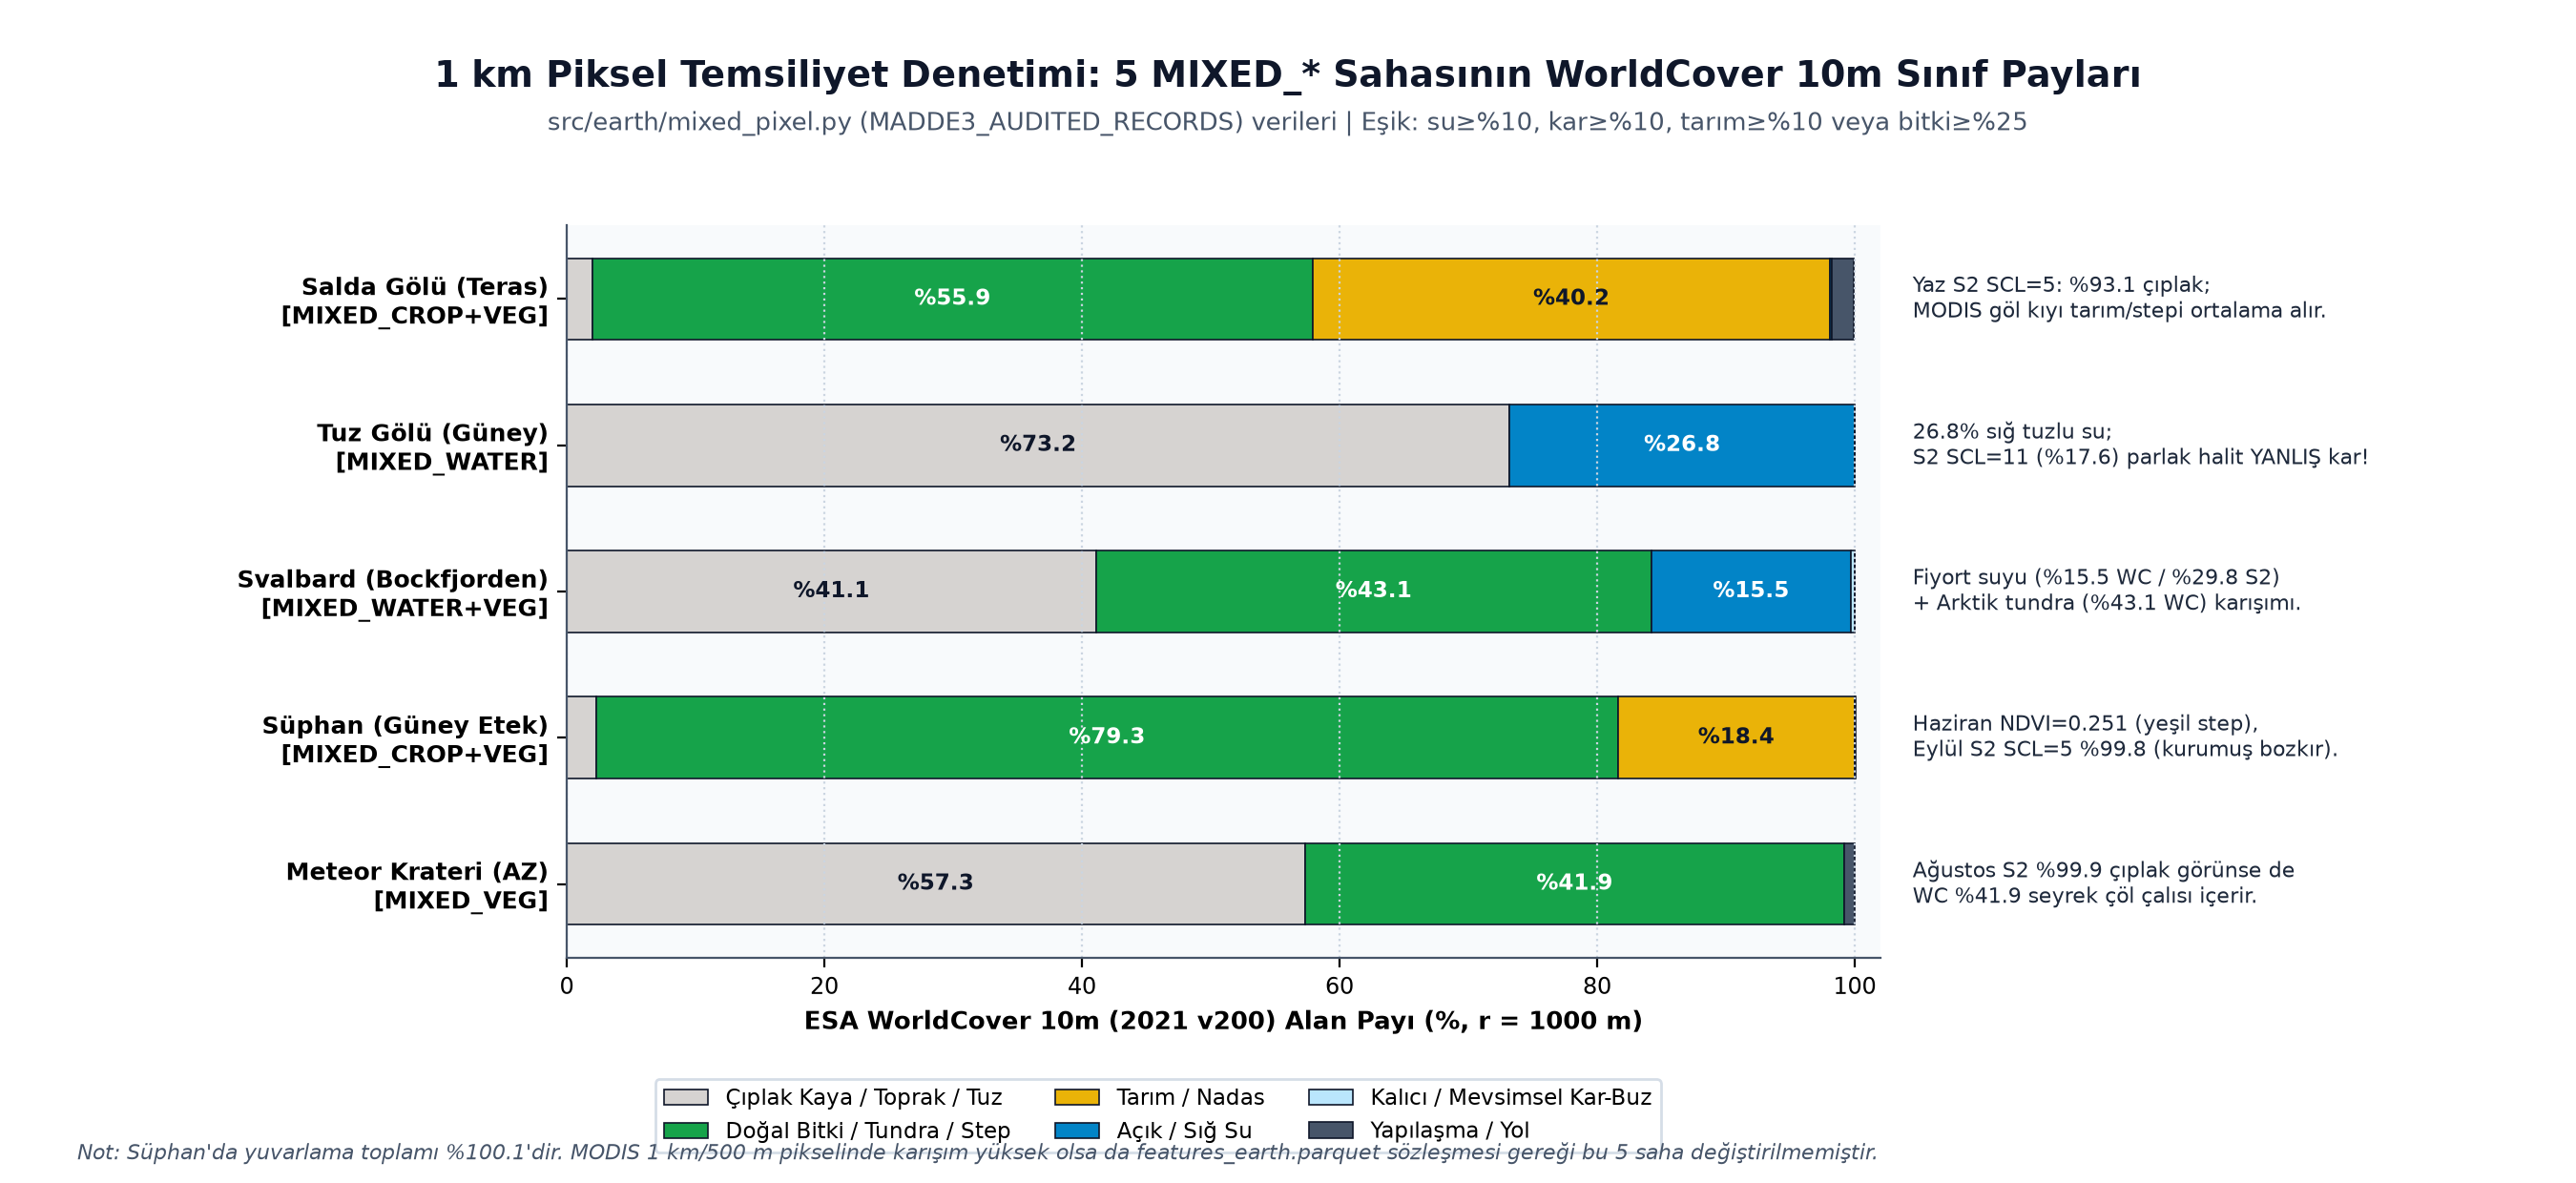 1 km Piksel Temsiliyet Denetimi: 5 MIXED_* Sahasının WorldCover 10m Sınıf Payları
src/earth/mixed_pixel.py (MADDE3_AUDITED_RECORDS) verileri | Eşik: su≥%10, kar≥%10, tarım≥%10 veya bitki≥%25
Salda Gölü (Teras)
[MIXED_CROP+VEG]
%55.9
%40.2
Yaz S2 SCL=5: %93.1 çıplak;
MODIS göl kıyı tarım/stepi ortalama alır.
Tuz Gölü (Güney)
[MIXED_WATER]
%73.2
%26.8
26.8% sığ tuzlu su;
S2 SCL=11 (%17.6) parlak halit YANLIŞ kar!
Svalbard (Bockfjorden)
[MIXED_WATER+VEG]
%41.1
%43.1
%15.5
Fiyort suyu (%15.5 WC / %29.8 S2)
+ Arktik tundra (%43.1 WC) karışımı.
Süphan (Güney Etek)
[MIXED_CROP+VEG]
%79.3
%18.4
Haziran NDVI=0.251 (yeşil step),
Eylül S2 SCL=5 %99.8 (kurumuş bozkır).
Meteor Krateri (AZ)
[MIXED_VEG]
%57.3
%41.9
Ağustos S2 %99.9 çıplak görünse de
WC %41.9 seyrek çöl çalısı içerir.
0 20 40 60 80 100
ESA WorldCover 10m (2021 v200) Alan Payı (%, r = 1000 m)
Çıplak Kaya / Toprak / Tuz
Doğal Bitki / Tundra / Step
Tarım / Nadas
Açık / Sığ Su
Kalıcı / Mevsimsel Kar-Buz
Yapılaşma / Yol
Not: Süphan'da yuvarlama toplamı %100.1'dir. MODIS 1 km/500 m pikselinde karışım yüksek olsa da features_earth.parquet sözleşmesi gereği bu 5 saha değiştirilmemiştir.